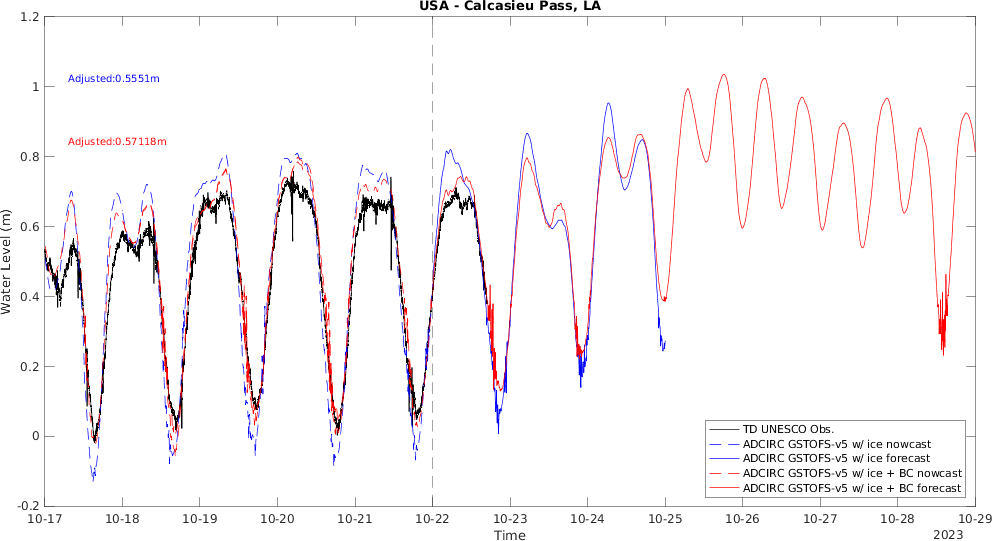 USA - Calcasieu Pass, LA
1.2
1
0.8
0.6
0.4
0.2
0
-0.2
Water Level (m)
Adjusted:0.5551m
Adjusted:0.57118m
TD UNESCO Obs.
ADCIRC GSTOFS-v5 w/ ice nowcast
ADCIRC GSTOFS-v5 w/ ice forecast
ADCIRC GSTOFS-v5 w/ ice + BC nowcast
ADCIRC GSTOFS-v5 w/ ice + BC forecast
10-17 10-18 10-19 10-20 10-21 10-22 10-23 10-24 10-25 10-26 10-27 10-28 10-29
Time
2023